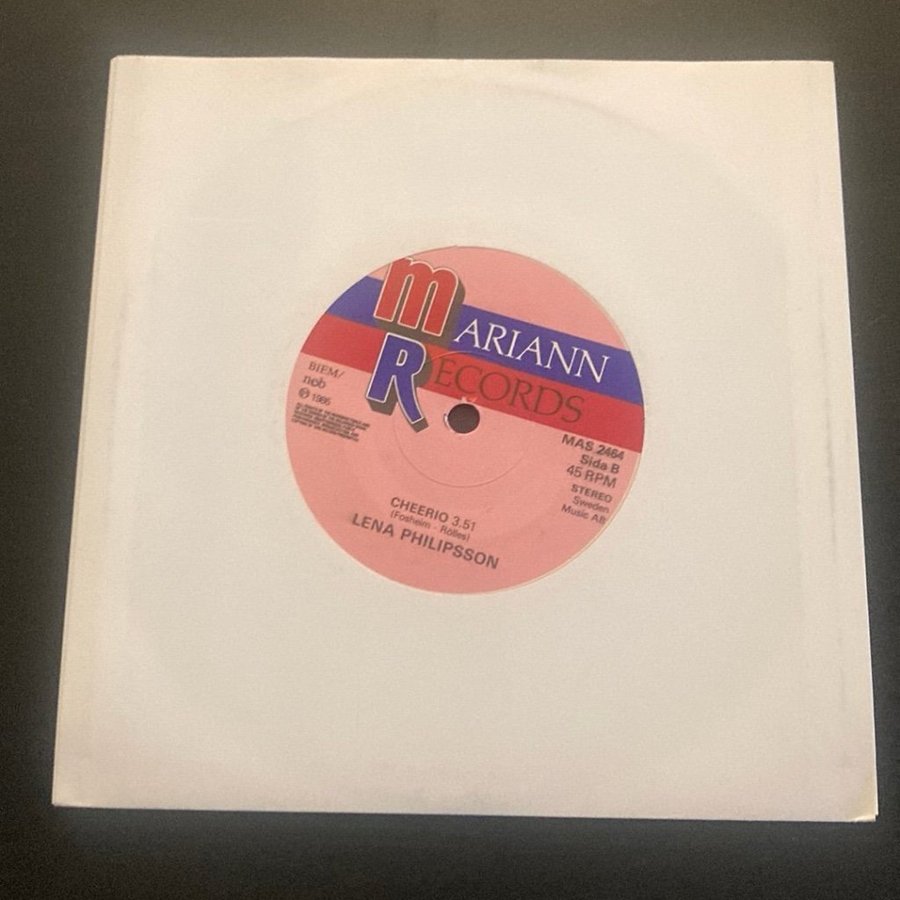 MARIANN
RECORDS
BIEM/
ncb
℗ 1986
MAS 2464
Sida B
45 RPM
STEREO
Sweden
Music AB
CHEERIO 3.51
(Fosheim - Rolles)
LENA PHILIPSSON